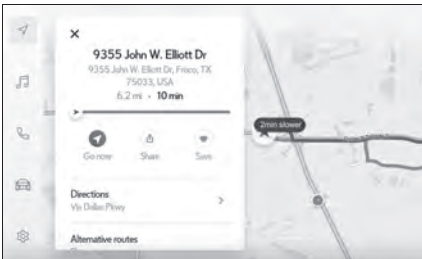 9355 John W. Elliott Dr
9355 John W. Elliott Dr, Frisco, TX
75033, USA
6.2 mi • 10 min
2min slower
Go now
Share
Save
Directions
Via Dallas Pkwy
Alternative routes